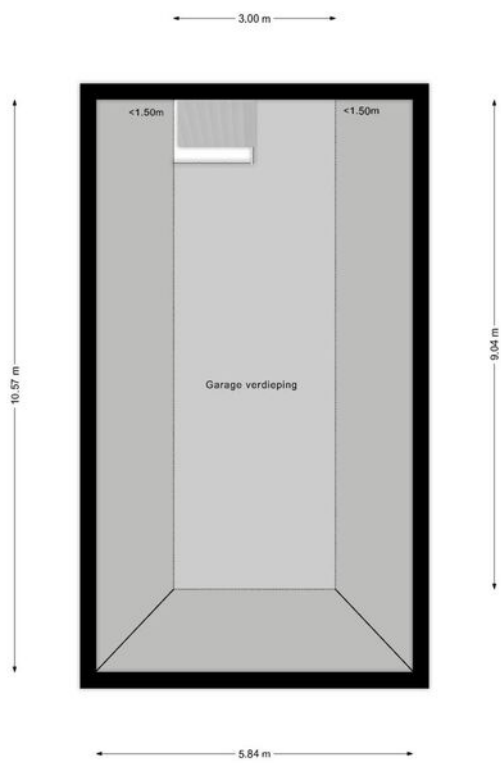 3.00 m
<1.50m
<1.50m
9.04 m
10.57 m
Garage verdieping
5.84 m